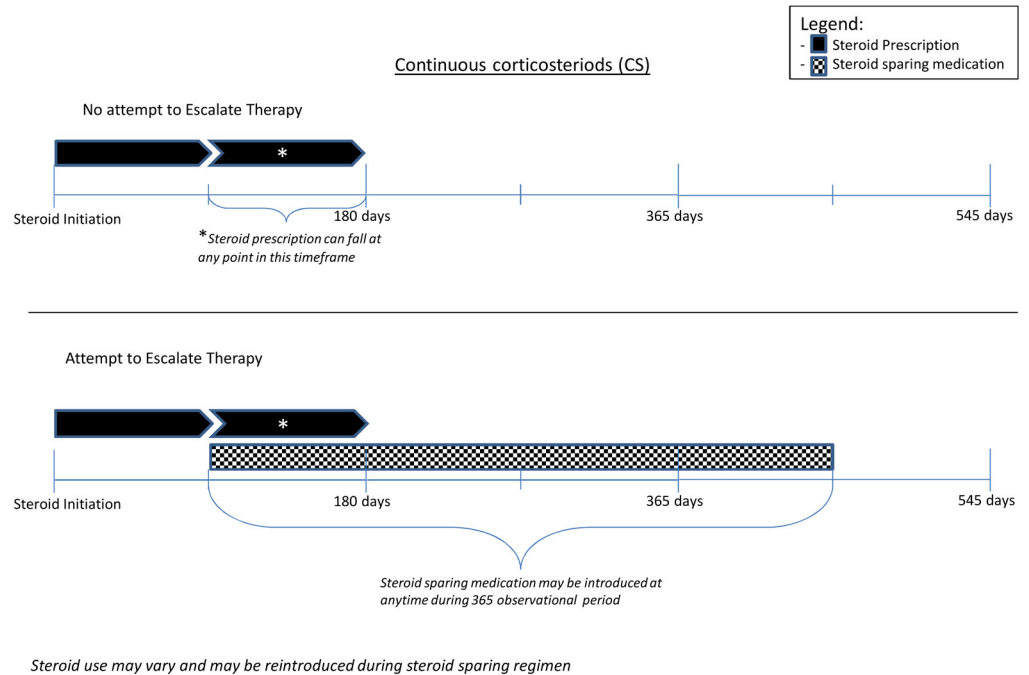 Legend:
- Steroid Prescription
- Steroid sparing medication
Continuous corticosteriods (CS)
No attempt to Escalate Therapy
*
Steroid Initiation
180 days
365 days
545 days
*Steroid prescription can fall at
any point in this timeframe
Attempt to Escalate Therapy
*
Steroid Initiation
180 days
365 days
545 days
Steroid sparing medication may be introduced at
anytime during 365 observational period
Steroid use may vary and may be reintroduced during steroid sparing regimen